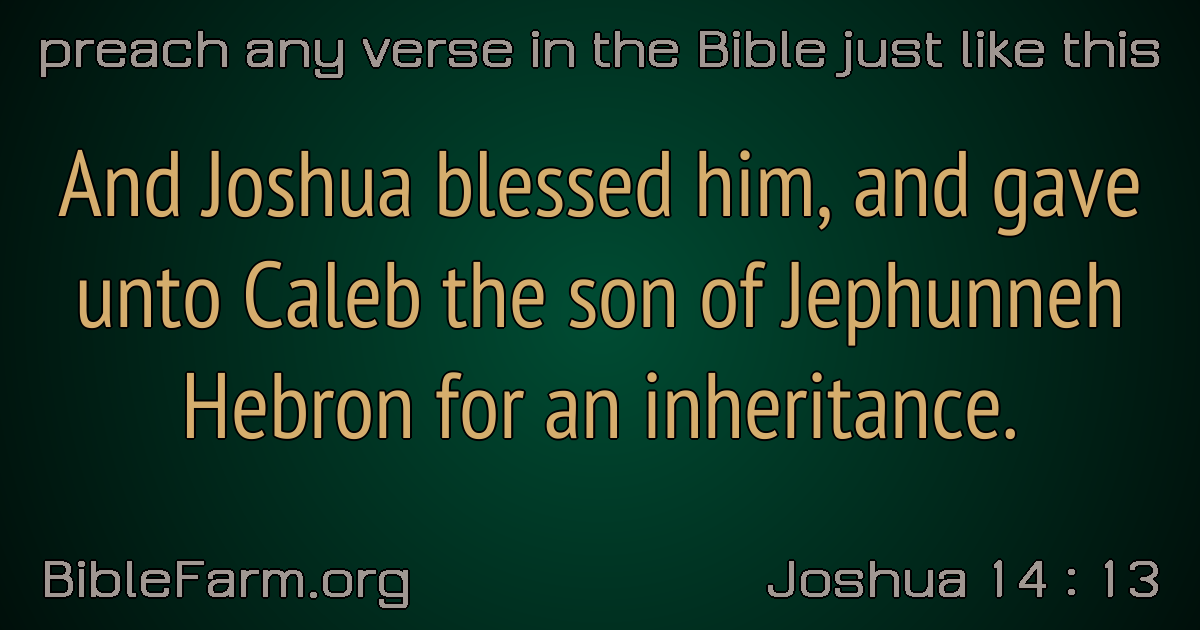 preach any verse in the Bible just like this
And Joshua blessed him, and gave
unto Caleb the son of Jephunneh
Hebron for an inheritance.
BibleFarm.org
Joshua 14 : 13